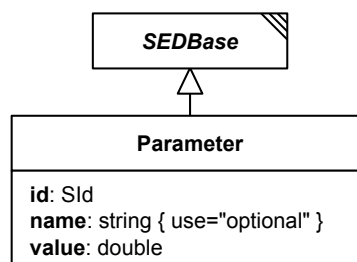 SEDBase
Parameter
id: SId
name: string { use="optional" }
value: double